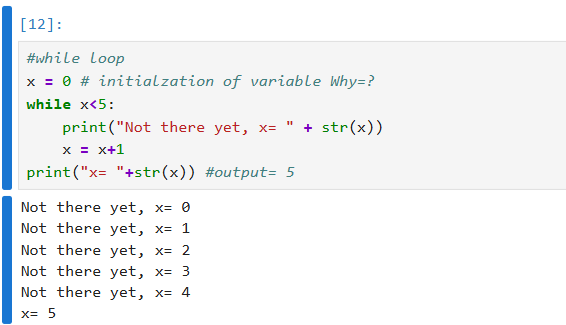 [12]:
#while loop
x = 0 # initialzation of variable Why=?
while x<5:
    print("Not there yet, x= " + str(x))
    x = x+1
print("x= "+str(x)) #output= 5
Not there yet, x= 0
Not there yet, x= 1
Not there yet, x= 2
Not there yet, x= 3
Not there yet, x= 4
x= 5